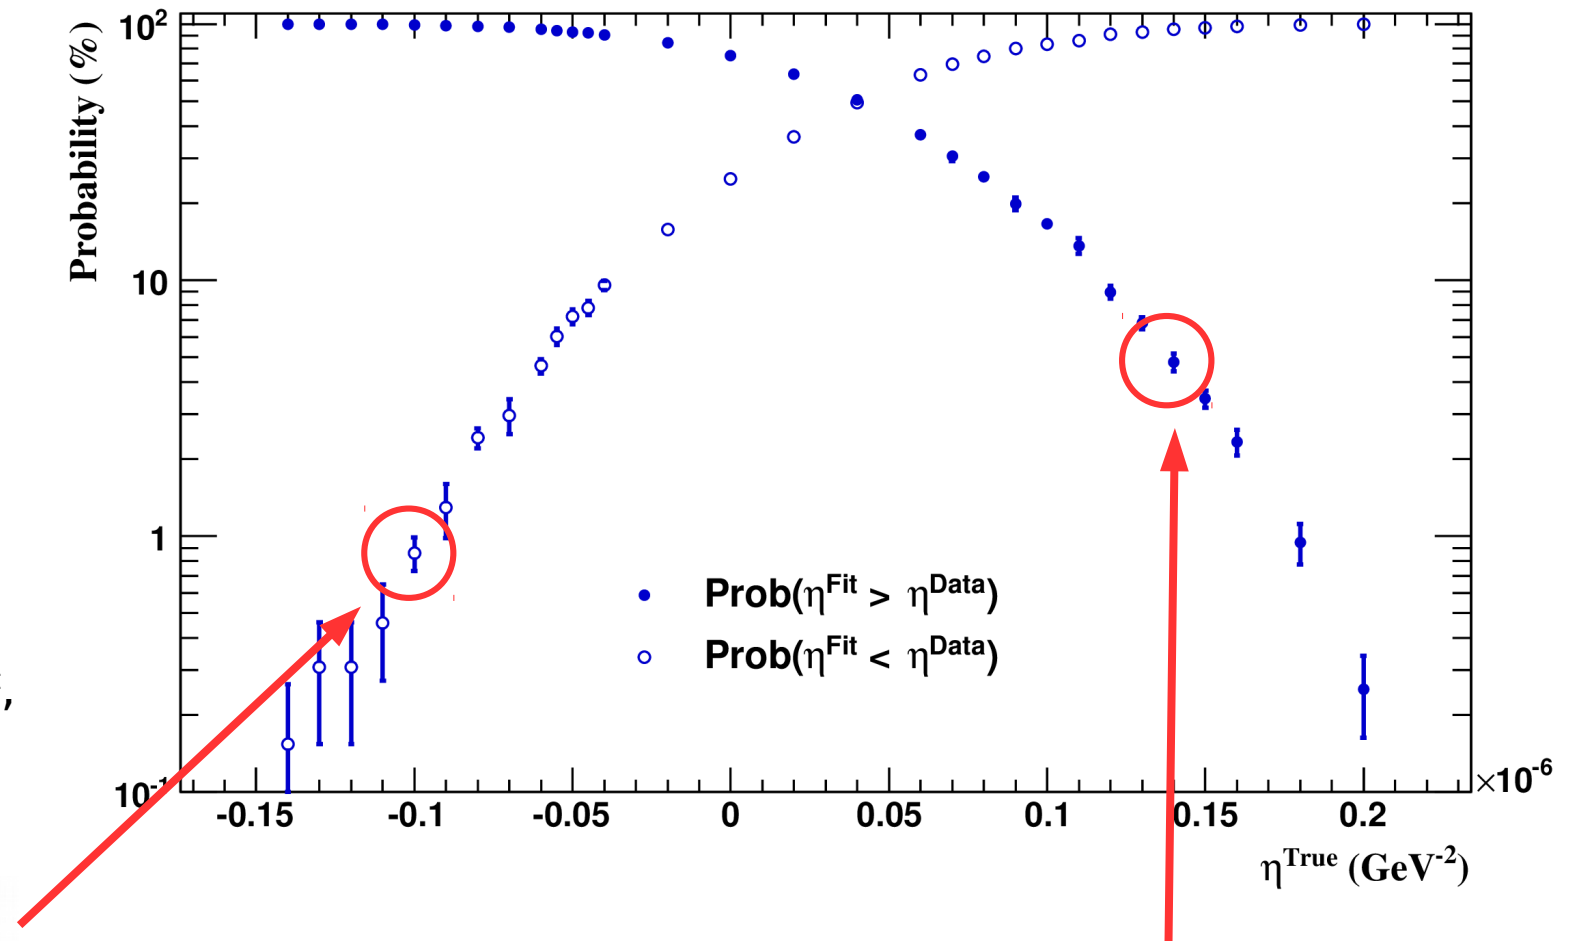 Probability (%)
10²
10
1
10⁻¹
-0.15 -0.1 -0.05 0 0.05 0.1 0.15 0.2
×10⁻⁶
η^True (GeV⁻²)
Prob(η^Fit > η^Data)
Prob(η^Fit < η^Data)
,